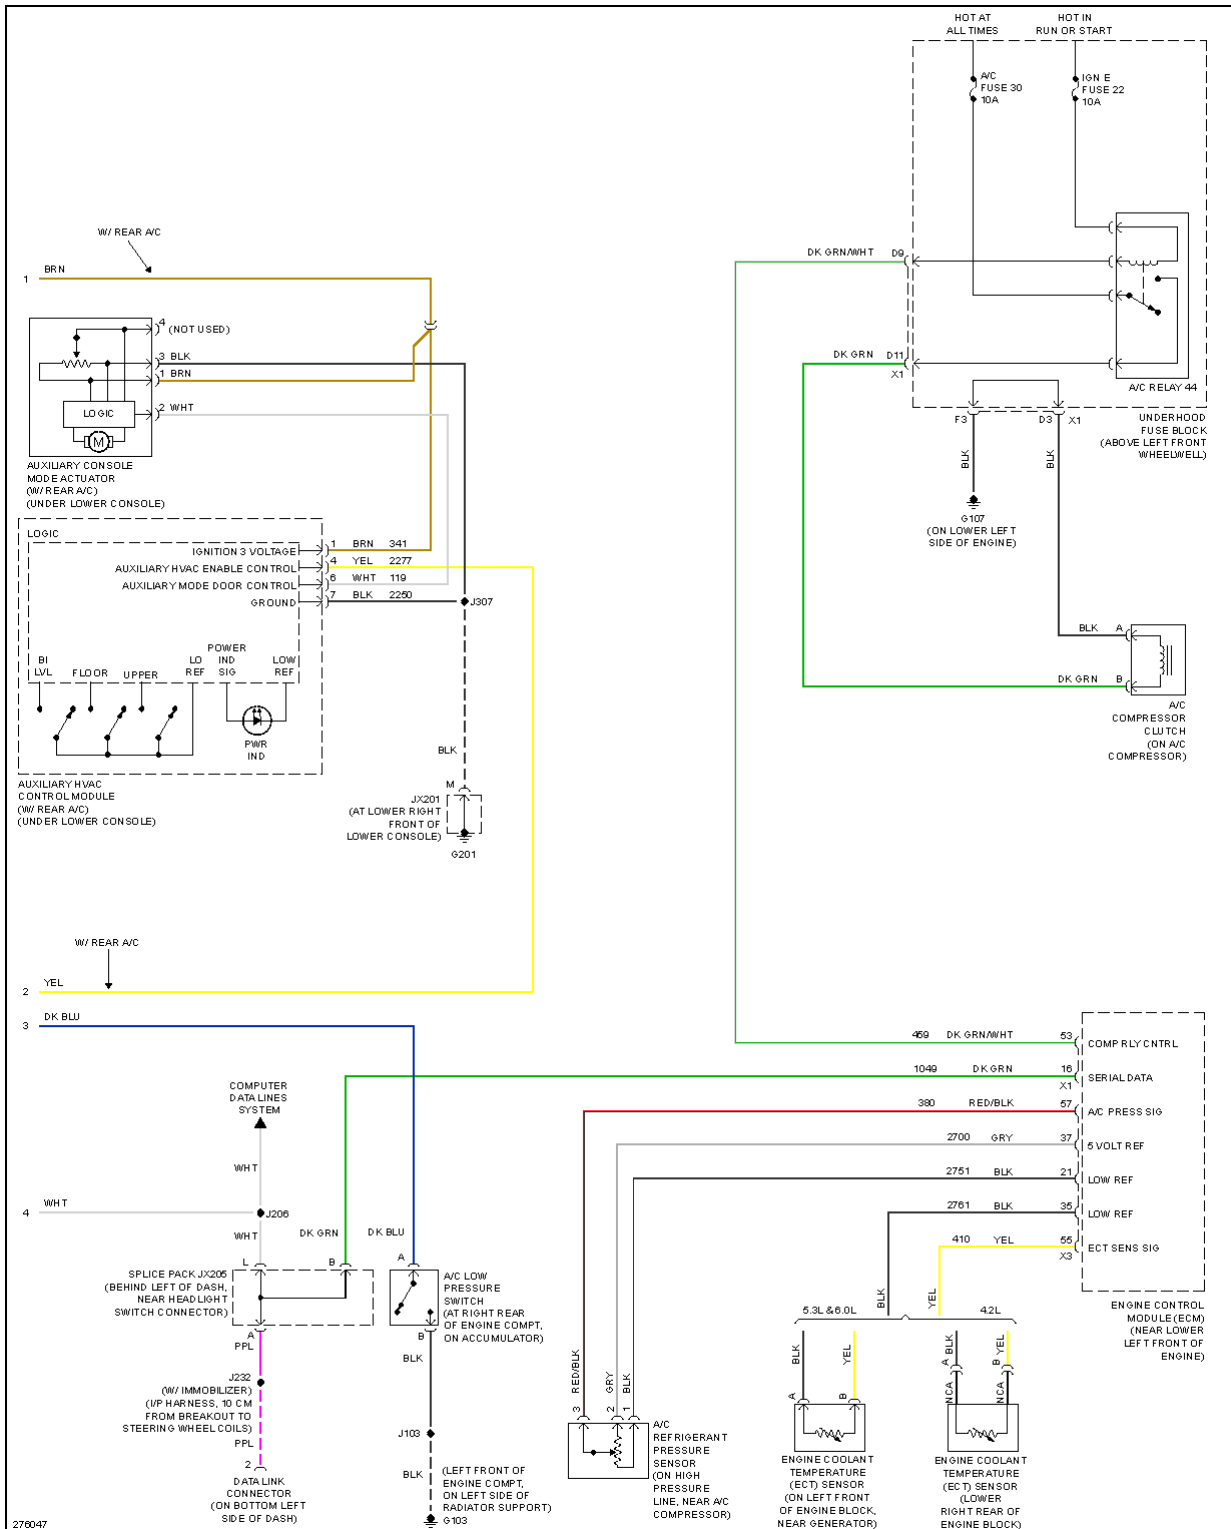 HOT AT
ALL TIMES
HOT IN
RUN OR START
A/C
FUSE 30
10A
IGN E
FUSE 22
10A
W/ REAR A/C
1
BRN
DK GRN/WHT
D9
4
(NOT USED)
3 BLK
1 BRN
2 WHT
LOGIC
M
AUXILIARY CONSOLE
MODE ACTUATOR
(W/ REAR A/C)
(UNDER LOWER CONSOLE)
DK GRN
D11
X1
A/C RELAY 44
F3
D3
X1
UNDERHOOD
FUSE BLOCK
(ABOVE LEFT FRONT
WHEELWELL)
BLK
BLK
G107
(ON LOWER LEFT
SIDE OF ENGINE)
LOGIC
IGNITION 3 VOLTAGE
1 BRN 341
AUXILIARY HVAC ENABLE CONTROL
4 YEL 2277
AUXILIARY MODE DOOR CONTROL
6 WHT 119
GROUND
7 BLK 2250
J307
BI
LVL
FLOOR
UPPER
LO
REF
POWER
IND
SIG
LOW
REF
PWR
IND
AUXILIARY HVAC
CONTROL MODULE
(W/ REAR A/C)
(UNDER LOWER CONSOLE)
BLK
M
JX201
(AT LOWER RIGHT
FRONT OF
LOWER CONSOLE)
G201
BLK A
DK GRN B
A/C
COMPRESSOR
CLUTCH
(ON A/C
COMPRESSOR)
W/ REAR A/C
2
YEL
3
DK BLU
459 DK GRN/WHT 53
COMP RLY CNTRL
1049 DK GRN 16
X1
SERIAL DATA
380 RED/BLK 57
A/C PRESS SIG
2700 GRY 37
5 VOLT REF
2751 BLK 21
LOW REF
2761 BLK 35
LOW REF
410 YEL 55
X3
ECT SENS SIG
ENGINE CONTROL
MODULE (ECM)
(NEAR LOWER
LEFT FRONT OF
ENGINE)
COMPUTER
DATA LINES
SYSTEM
WHT
4
WHT
J206
WHT
DK GRN
DK BLU
L
B
A
SPLICE PACK JX205
(BEHIND LEFT OF DASH,
NEAR HEADLIGHT
SWITCH CONNECTOR)
A
PPL
J232
(W/ IMMOBILIZER)
(I/P HARNESS, 10 CM
FROM BREAKOUT TO
STEERING WHEEL COILS)
PPL
2
DATA LINK
CONNECTOR
(ON BOTTOM LEFT
SIDE OF DASH)
A/C LOW
PRESSURE
SWITCH
(AT RIGHT REAR
OF ENGINE COMPT,
ON ACCUMULATOR)
B
BLK
J103
BLK
(LEFT FRONT OF
ENGINE COMPT,
ON LEFT SIDE OF
RADIATOR SUPPORT)
G103
RED/BLK
GRY
BLK
3
2
1
A/C
REFRIGERANT
PRESSURE
SENSOR
(ON HIGH
PRESSURE
LINE, NEAR A/C
COMPRESSOR)
BLK
YEL
5.3L & 6.0L
4.2L
BLK
YEL
A
B
A BLK
B YEL
NCA
NCA
ENGINE COOLANT
TEMPERATURE
(ECT) SENSOR
(ON LEFT FRONT
OF ENGINE BLOCK,
NEAR GENERATOR)
ENGINE COOLANT
TEMPERATURE
(ECT) SENSOR
(LOWER
RIGHT REAR OF
ENGINE BLOCK)
276047